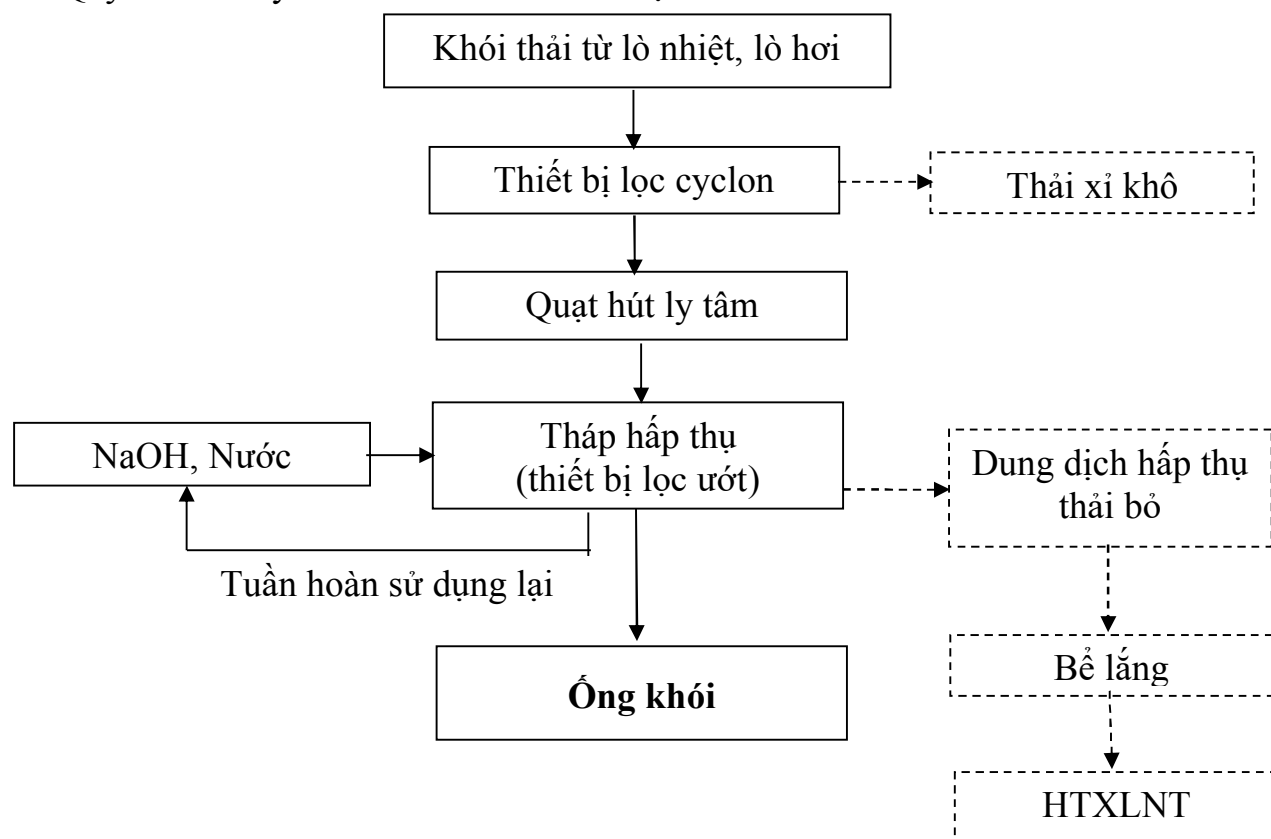 Khói thải từ lò nhiệt, lò hơi
Thiết bị lọc cyclon
Thải xỉ khô
Quạt hút ly tâm
NaOH, Nước
Tháp hấp thụ
(thiết bị lọc ướt)
Dung dịch hấp thụ
thải bỏ
Tuần hoàn sử dụng lại
Bể lắng
Ống khói
HTXLNT